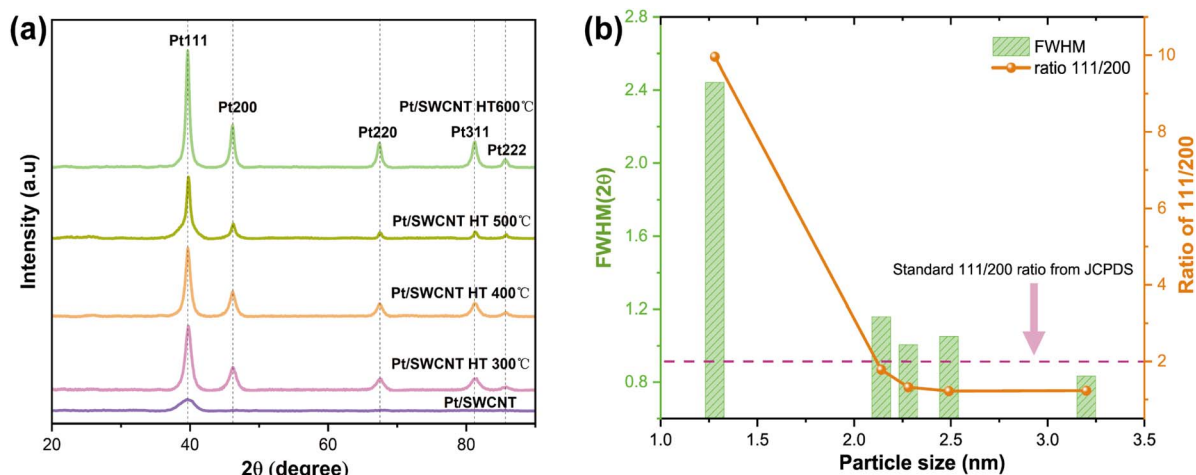 (a)
Pt111
Pt200
Pt/SWCNT HT600℃
Pt220
Pt311
Pt222
Pt/SWCNT HT 500℃
Pt/SWCNT HT 400℃
Pt/SWCNT HT 300℃
Pt/SWCNT
Intensity (a.u)
20 40 60 80
2θ (degree)
(b)
2.8
2.4
2.0
1.6
1.2
0.8
FWHM(2θ)
FWHM
ratio 111/200
Standard 111/200 ratio from JCPDS
10
8
6
4
2
Ratio of 111/200
1.0 1.5 2.0 2.5 3.0 3.5
Particle size (nm)